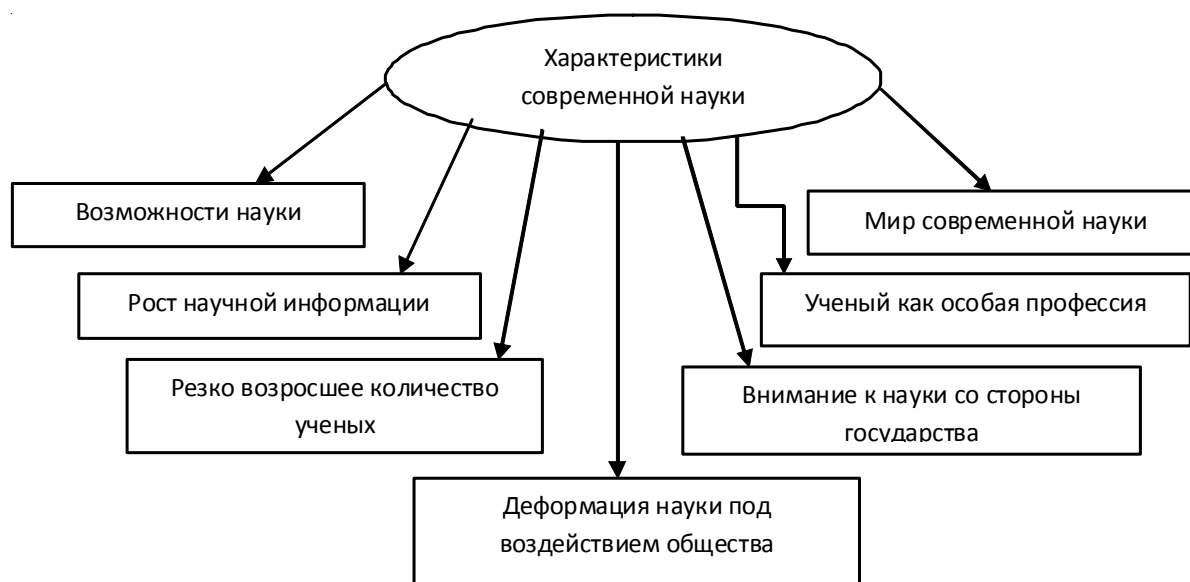 Характеристики
современной науки
Возможности науки
Мир современной науки
Рост научной информации
Ученый как особая профессия
Резко возросшее количество
ученых
Внимание к науки со стороны
государства
Деформация науки под
воздействием общества